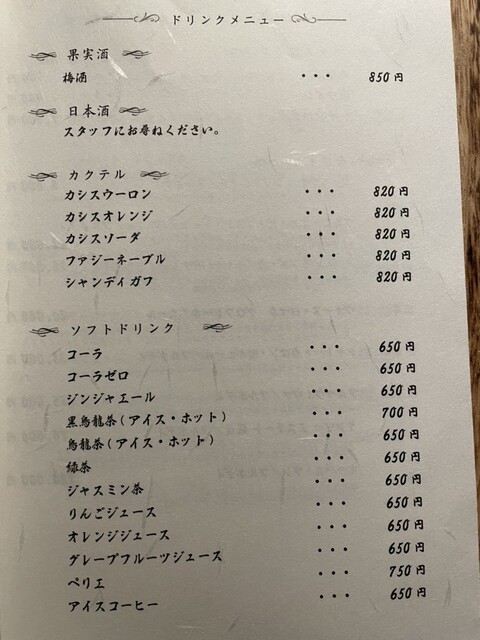 ドリンクメニュー
果実酒
梅酒 ・・・ 850円
日本酒
スタッフにお尋ねください。
カクテル
カシスウーロン ・・・ 820円
カシスオレンジ ・・・ 820円
カシスソーダ ・・・ 820円
ファジーネーブル ・・・ 820円
シャンディガフ ・・・ 820円
ソフトドリンク
コーラ ・・・ 650円
コーラゼロ ・・・ 650円
ジンジャエール ・・・ 650円
黒烏龍茶(アイス・ホット) ・・・ 700円
烏龍茶(アイス・ホット) ・・・ 650円
緑茶 ・・・ 650円
ジャスミン茶 ・・・ 650円
りんごジュース ・・・ 650円
オレンジジュース ・・・ 650円
グレープフルーツジュース ・・・ 650円
ペリエ ・・・ 750円
アイスコーヒー ・・・ 650円